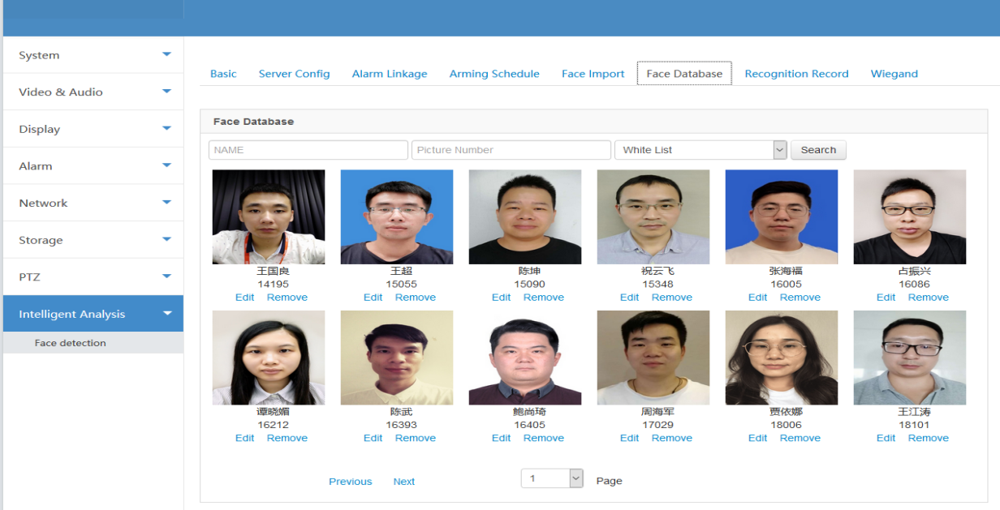 System
Video & Audio
Display
Alarm
Network
Storage
PTZ
Intelligent Analysis
Face detection
Basic Server Config Alarm Linkage Arming Schedule Face Import Face Database Recognition Record Wiegand
Face Database
NAME Picture Number White List Search
王国良 王超 陈坤 祝云飞 张海福 占振兴
14195 15055 15090 15348 16005 16086
Edit Remove Edit Remove Edit Remove Edit Remove Edit Remove Edit Remove
谭晓媚 陈武 鲍尚琦 周海军 贾依娜 王江涛
16212 16393 16405 17029 18006 18101
Edit Remove Edit Remove Edit Remove Edit Remove Edit Remove Edit Remove
Previous Next 1 Page